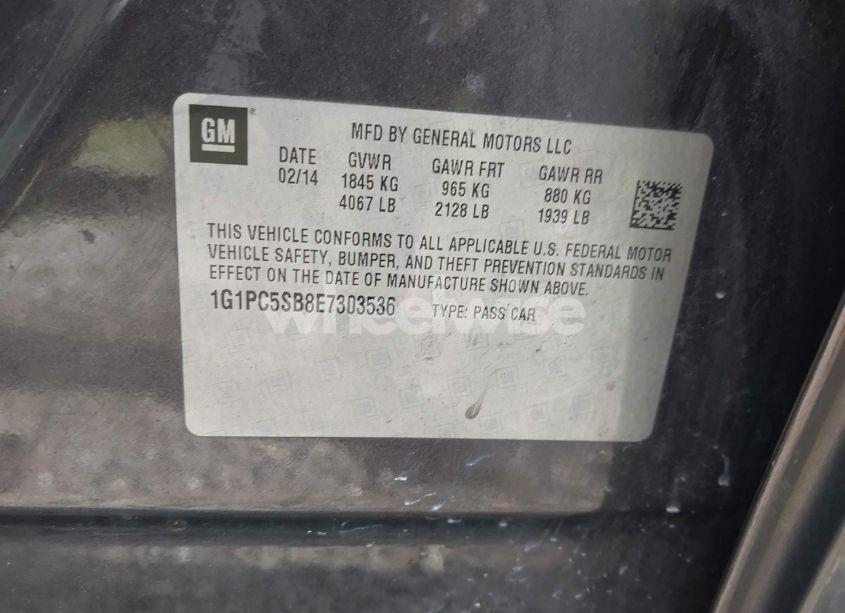 GM ®
MFD BY GENERAL MOTORS LLC
DATE GVWR GAWR FRT GAWR RR
02/14 1845 KG 965 KG 880 KG
4067 LB 2128 LB 1939 LB
THIS VEHICLE CONFORMS TO ALL APPLICABLE U.S. FEDERAL MOTOR
VEHICLE SAFETY, BUMPER, AND THEFT PREVENTION STANDARDS IN
EFFECT ON THE DATE OF MANUFACTURE SHOWN ABOVE.
1G1PC5SB8E7303536 TYPE: PASS CAR
wheelwise